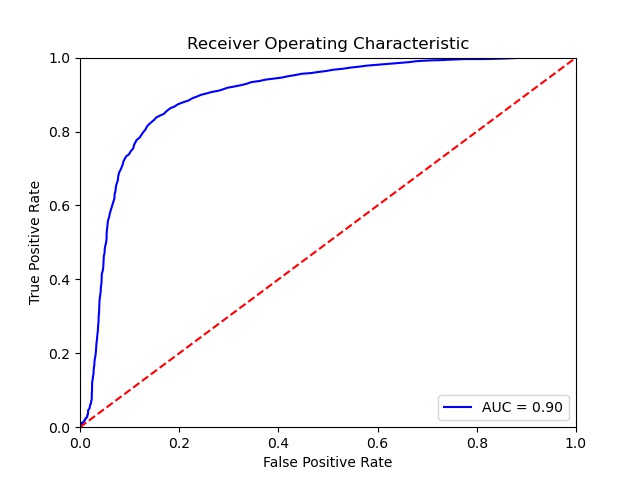 Receiver Operating Characteristic
1.0
0.8
0.6
0.4
0.2
0.0
True Positive Rate
AUC = 0.90
0.0 0.2 0.4 0.6 0.8 1.0
False Positive Rate